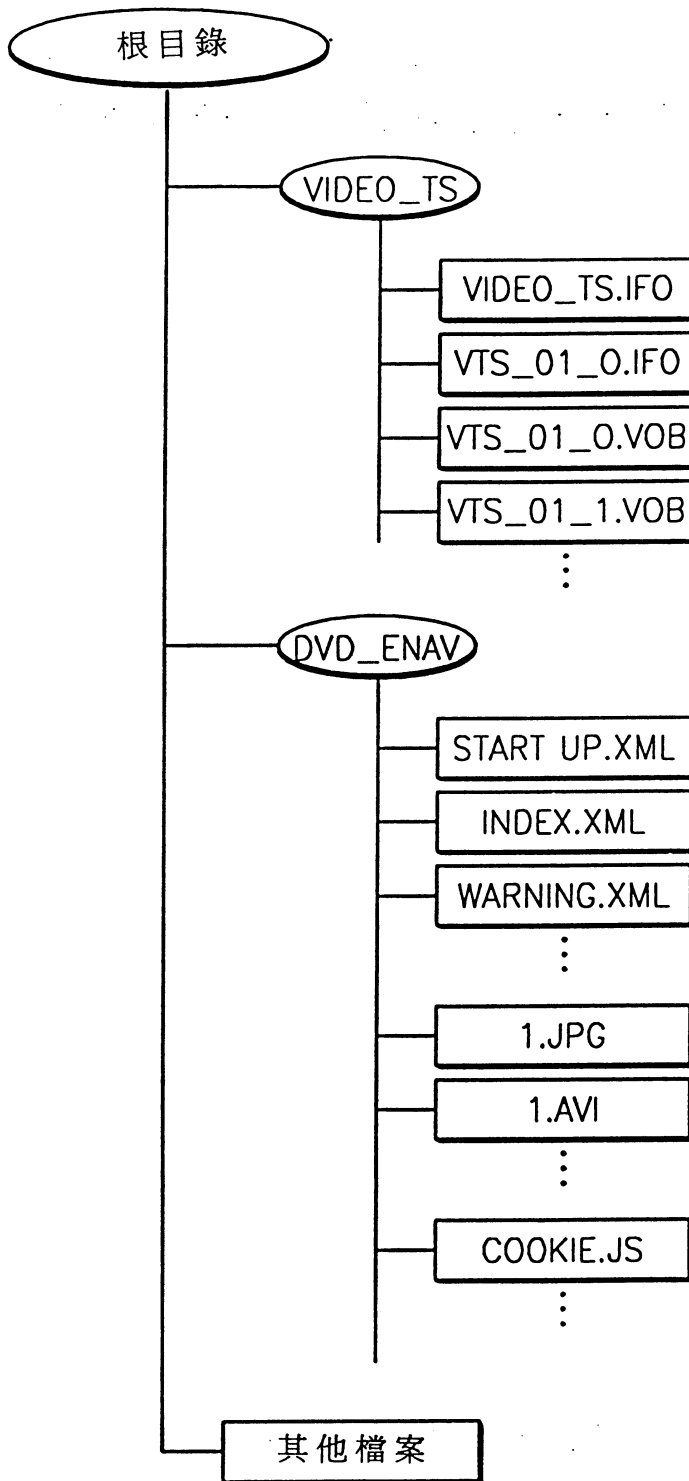 根目錄
VIDEO_TS
VIDEO_TS.IFO
VTS_01_0.IFO
VTS_01_0.VOB
VTS_01_1.VOB
⋮
DVD_ENAV
START UP.XML
INDEX.XML
WARNING.XML
⋮
1.JPG
1.AVI
⋮
COOKIE.JS
⋮
其他檔案